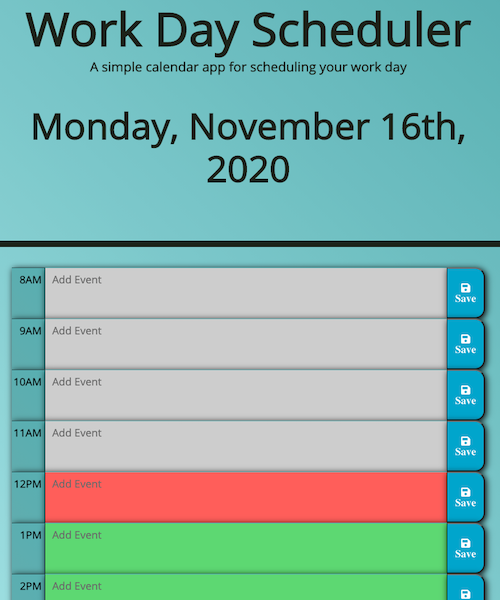 Work Day Scheduler
A simple calendar app for scheduling your work day
Monday, November 16th,
2020
8AM Add Event Save
9AM Add Event Save
10AM Add Event Save
11AM Add Event Save
12PM Add Event Save
1PM Add Event Save
2PM Add Event